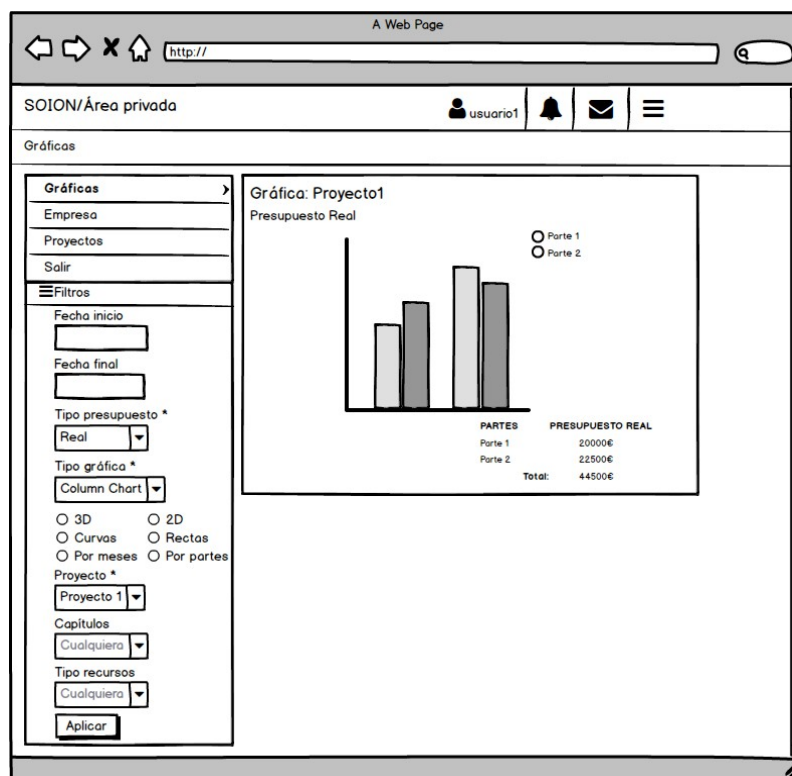 A Web Page
http://
SOION/Área privada
usuario1
Gráficas
Gráficas
Empresa
Proyectos
Salir
Filtros
Fecha inicio
Fecha final
Tipo presupuesto *
Real
Tipo gráfica *
Column Chart
3D 2D
Curvas Rectas
Por meses Por partes
Proyecto *
Proyecto 1
Capítulos
Cualquiera
Tipo recursos
Cualquiera
Aplicar
Gráfica: Proyecto1
Presupuesto Real
Parte 1
Parte 2
PARTES PRESUPUESTO REAL
Parte 1 20000€
Parte 2 22500€
Total: 44500€